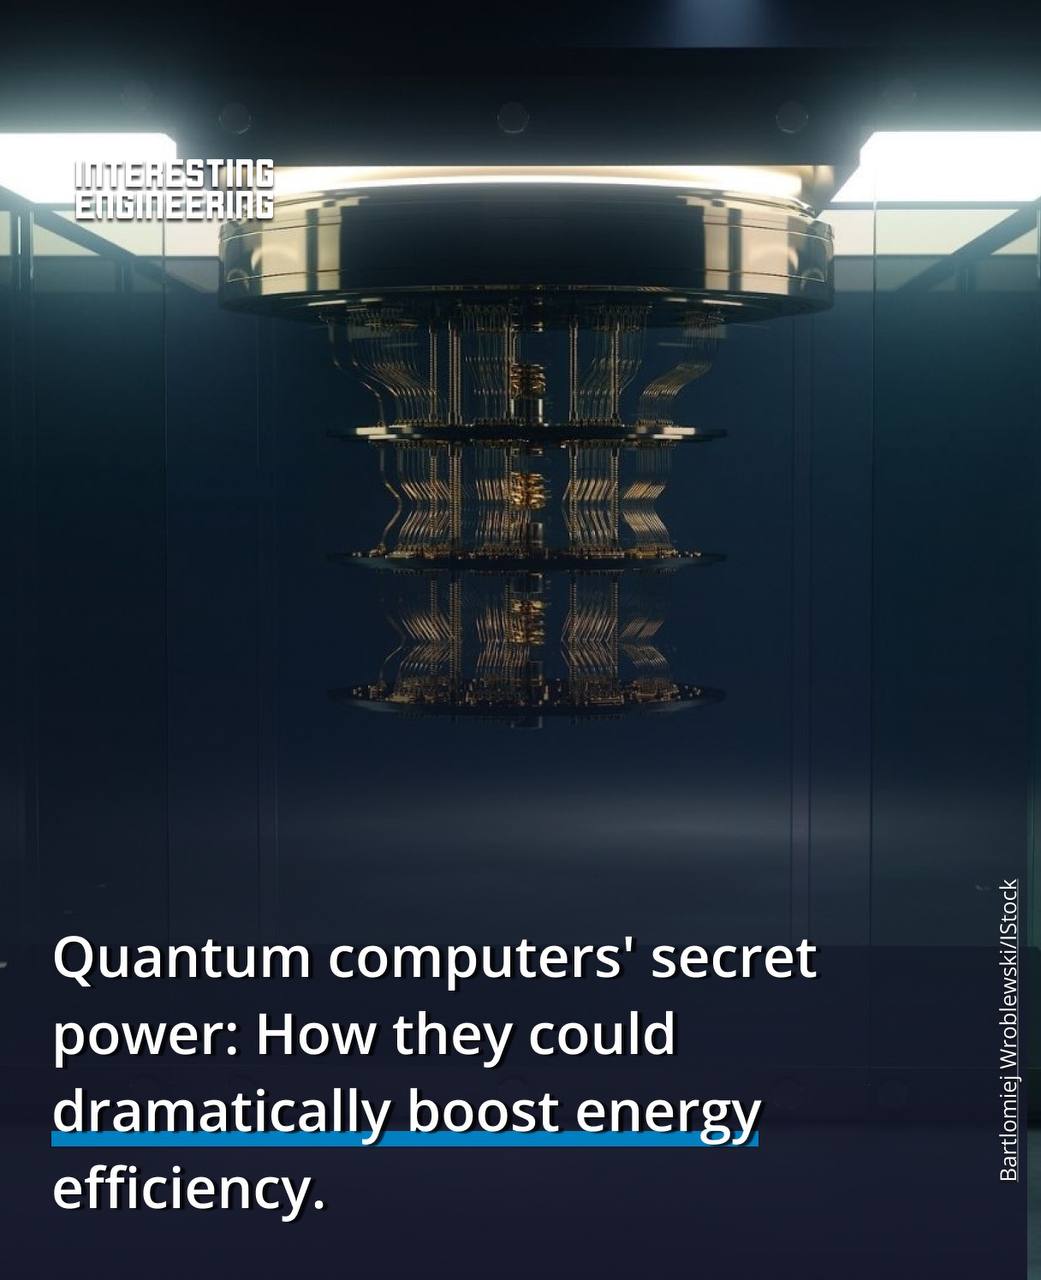 INTERESTING
ENGINEERING
Quantum computers' secret
power: How they could
dramatically boost energy
efficiency.
Bartlomiej Wroblewski/IStock